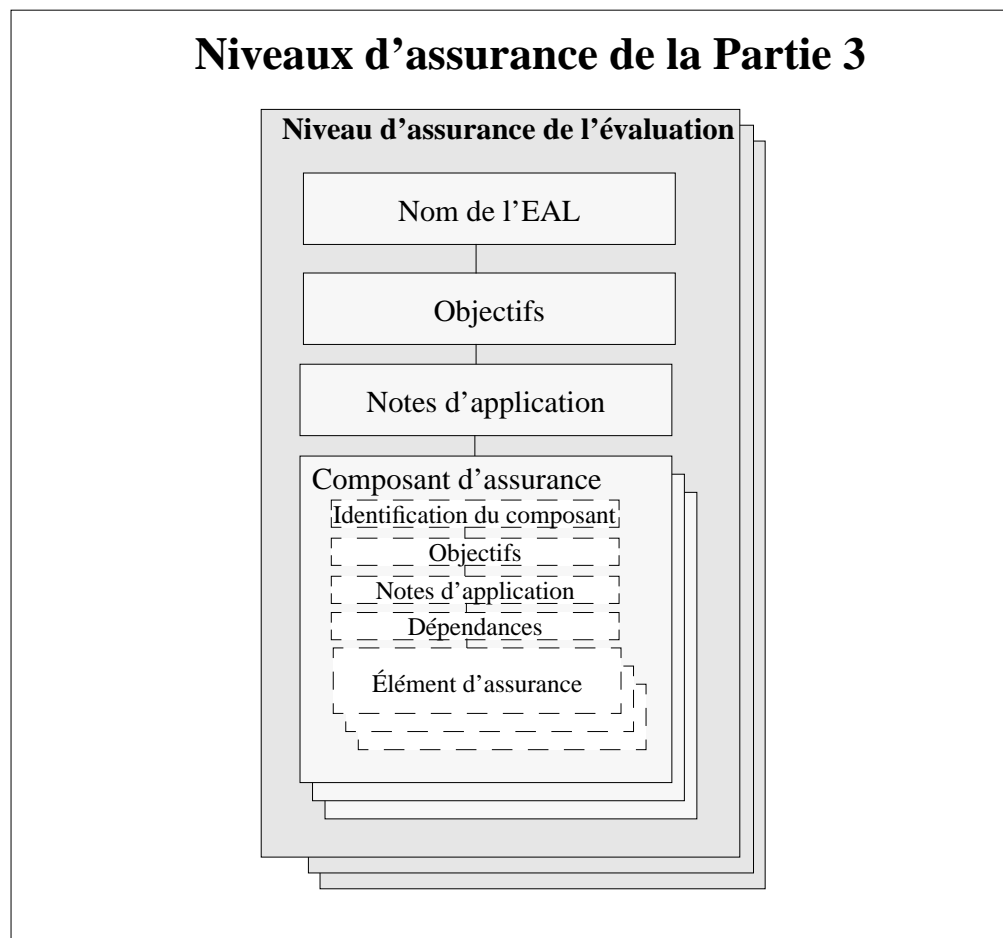 Niveaux d’assurance de la Partie 3
Niveau d’assurance de l’évaluation
Nom de l’EAL
Objectifs
Notes d’application
Composant d’assurance
Identification du composant
Objectifs
Notes d’application
Dépendances
Élément d’assurance